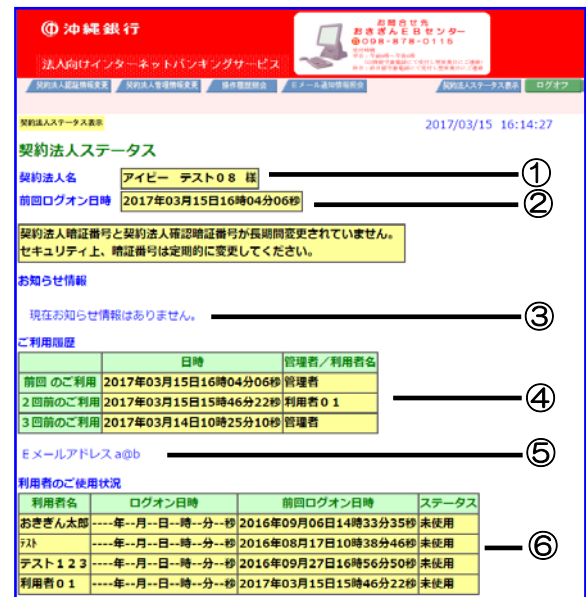 沖縄銀行
お問合せ先
おきぎんEBセンター
098-878-0115
法人向けインターネットバンキングサービス
契約法人認証情報変更 契約法人管理情報変更 操作履歴照会 Eメール通知情報照会 契約法人ステータス表示 ログオフ
契約法人ステータス表示
2017/03/15 16:14:27
契約法人ステータス
契約法人名 アイビー テスト08 様 ①
前回ログオン日時 2017年03月15日16時04分06秒 ②
契約法人暗証番号と契約法人確認暗証番号が長期間変更されていません。
セキュリティ上、暗証番号は定期的に変更してください。
お知らせ情報
現在お知らせ情報はありません。 ③
ご利用履歴
日時 管理者/利用者名
前回 のご利用 2017年03月15日16時04分06秒 管理者
2回前のご利用 2017年03月15日15時46分22秒 利用者01 ④
3回前のご利用 2017年03月14日10時25分10秒 管理者
Eメールアドレス a@b ⑤
利用者のご使用状況
利用者名 ログオン日時 前回ログオン日時 ステータス
おきぎん太郎 ----年--月--日--時--分--秒 2016年09月06日14時33分35秒 未使用
テスト ----年--月--日--時--分--秒 2016年08月17日10時38分46秒 未使用 ⑥
テスト123 ----年--月--日--時--分--秒 2016年09月27日16時56分50秒 未使用
利用者01 ----年--月--日--時--分--秒 2017年03月15日15時46分22秒 未使用